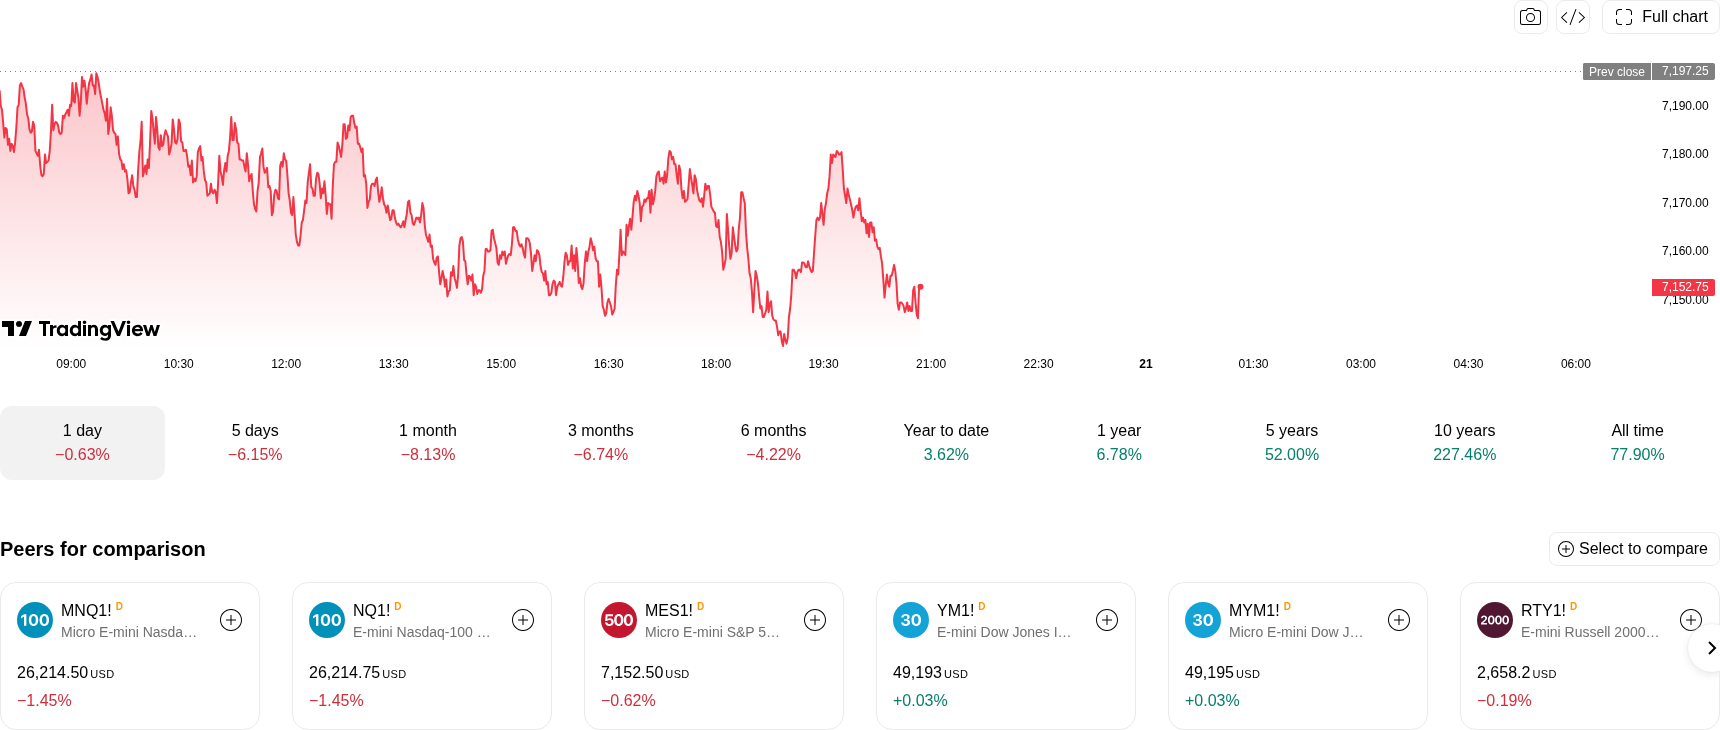 Full chart
Prev close 7,197.25
7,190.00
7,180.00
7,170.00
7,160.00
7,152.75
7,150.00
TradingView
09:00 10:30 12:00 13:30 15:00 16:30 18:00 19:30 21:00 22:30 21 01:30 03:00 04:30 06:00
1 day 5 days 1 month 3 months 6 months Year to date 1 year 5 years 10 years All time
−0.63% −6.15% −8.13% −6.74% −4.22% 3.62% 6.78% 52.00% 227.46% 77.90%
Peers for comparison
Select to compare
100 MNQ1! D
Micro E-mini Nasda…
26,214.50 USD
−1.45%
100 NQ1! D
E-mini Nasdaq-100 …
26,214.75 USD
−1.45%
500 MES1! D
Micro E-mini S&P 5…
7,152.50 USD
−0.62%
30 YM1! D
E-mini Dow Jones I…
49,193 USD
+0.03%
30 MYM1! D
Micro E-mini Dow J…
49,195 USD
+0.03%
2000 RTY1! D
E-mini Russell 2000…
2,658.2 USD
−0.19%